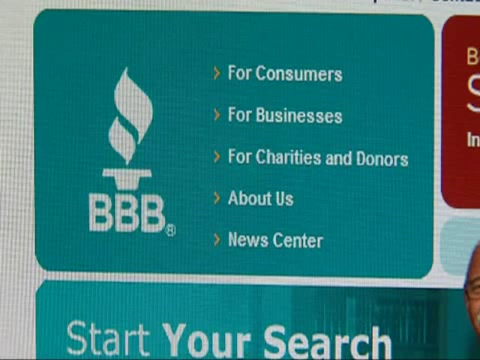 For Consumers
For Businesses
For Charities and Donors
About Us
News Center
BBB®
Start Your Search